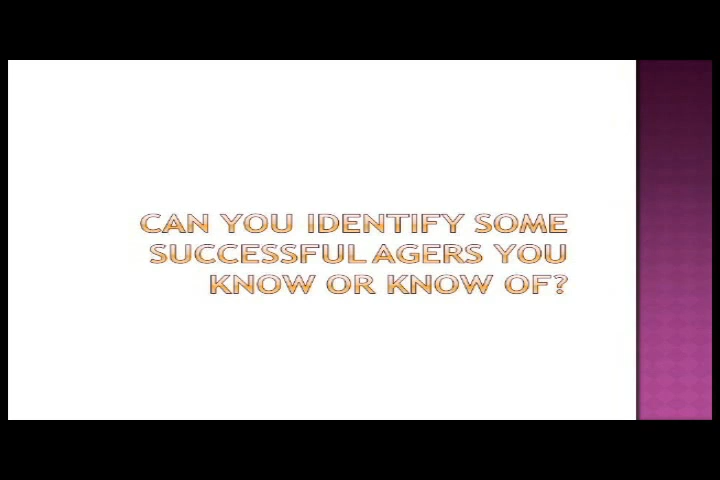 CAN YOU IDENTIFY SOME
SUCCESSFUL AGERS YOU
KNOW OR KNOW OF?